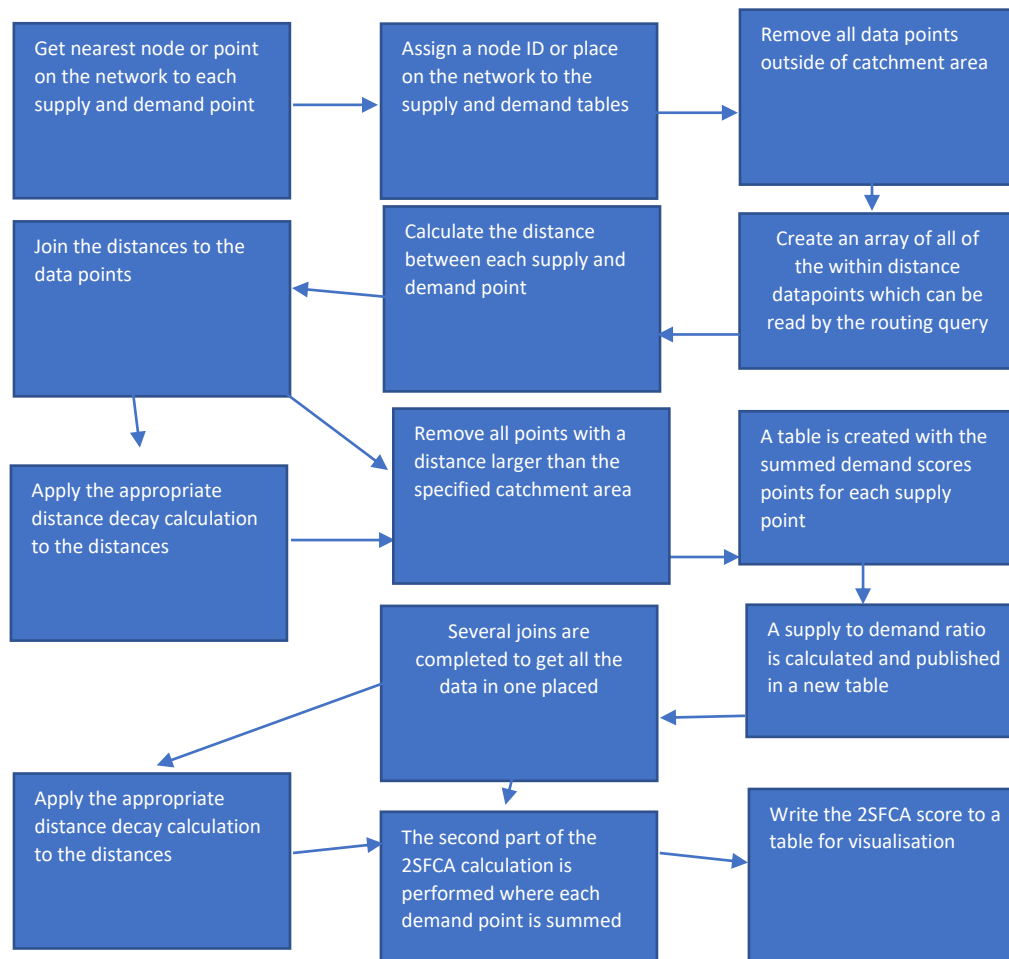 Get nearest node or point
on the network to each
supply and demand point
Assign a node ID or place
on the network to the
supply and demand tables
Remove all data points
outside of catchment area
Create an array of all of
the within distance
datapoints which can be
read by the routing query
Calculate the distance
between each supply and
demand point
Join the distances to the
data points
Apply the appropriate
distance decay calculation
to the distances
Remove all points with a
distance larger than the
specified catchment area
A table is created with the
summed demand scores
points for each supply
point
A supply to demand ratio
is calculated and published
in a new table
Several joins are
completed to get all the
data in one placed
Apply the appropriate
distance decay calculation
to the distances
The second part of the
2SFCA calculation is
performed where each
demand point is summed
Write the 2SFCA score to a
table for visualisation